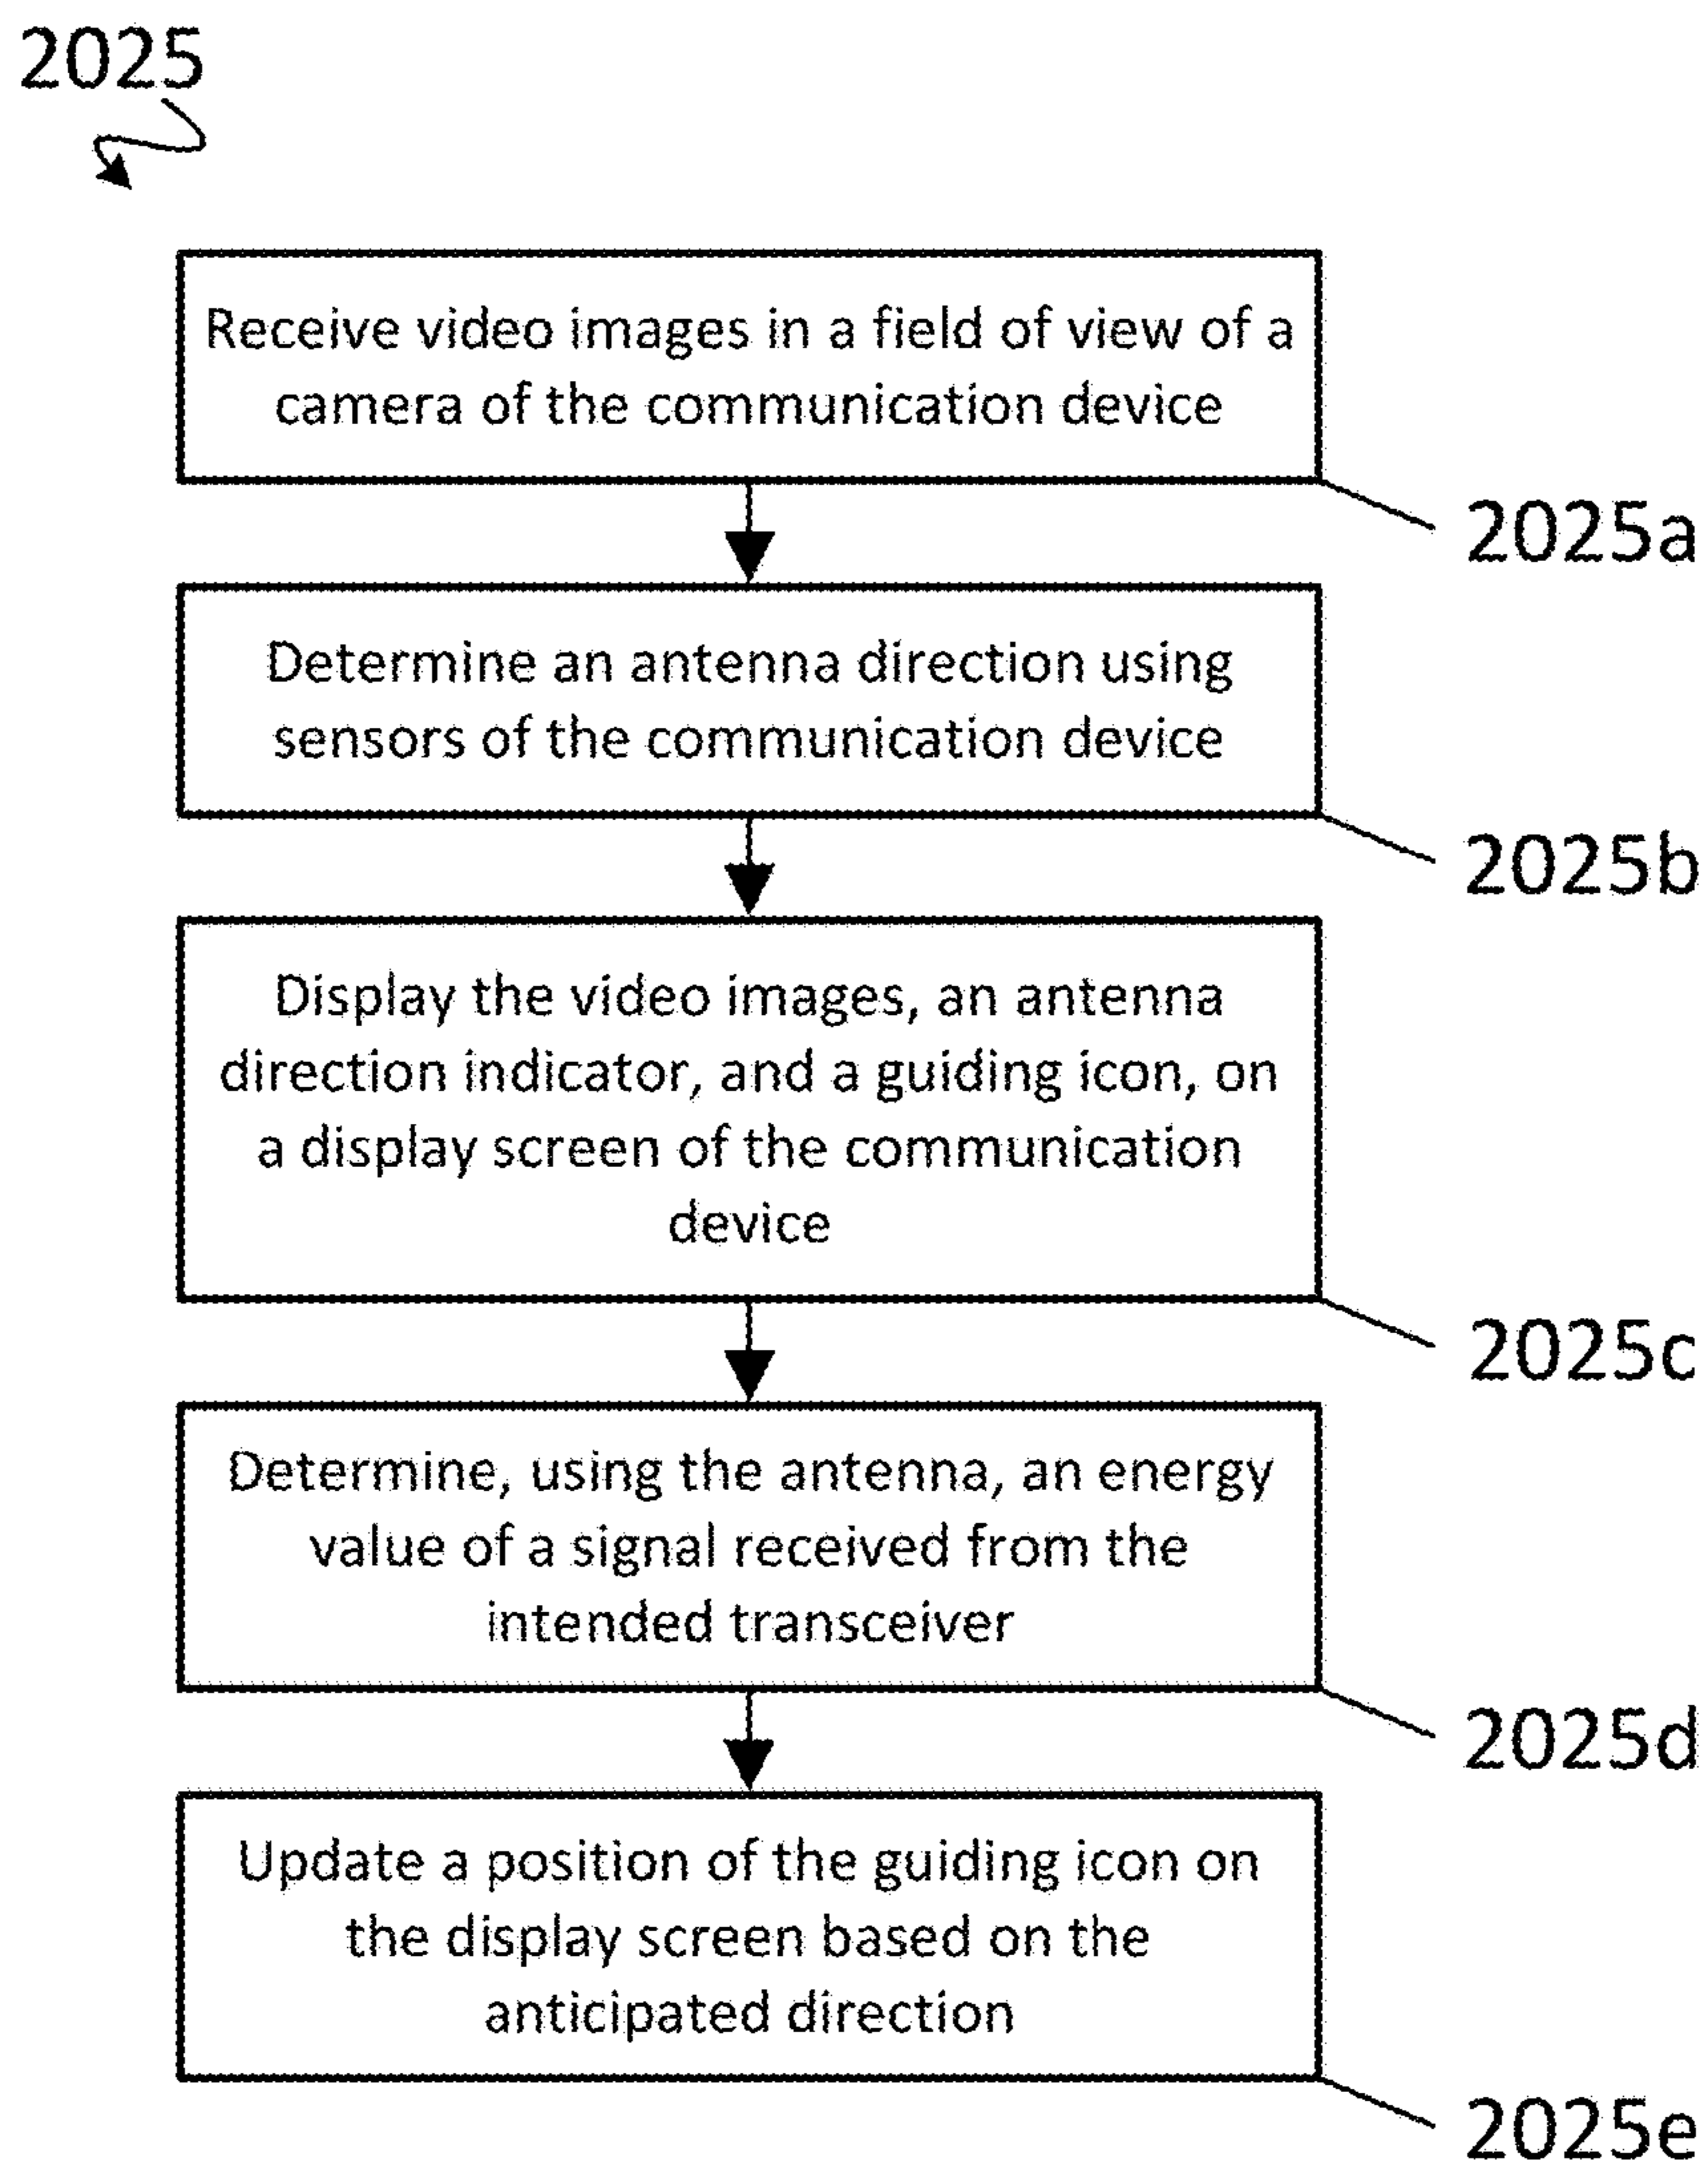 2025
Receive video images in a field of view of a
camera of the communication device
2025a
Determine an antenna direction using
sensors of the communication device
2025b
Display the video images, an antenna
direction indicator, and a guiding icon, on
a display screen of the communication
device
2025c
Determine, using the antenna, an energy
value of a signal received from the
intended transceiver
2025d
Update a position of the guiding icon on
the display screen based on the
anticipated direction
2025e